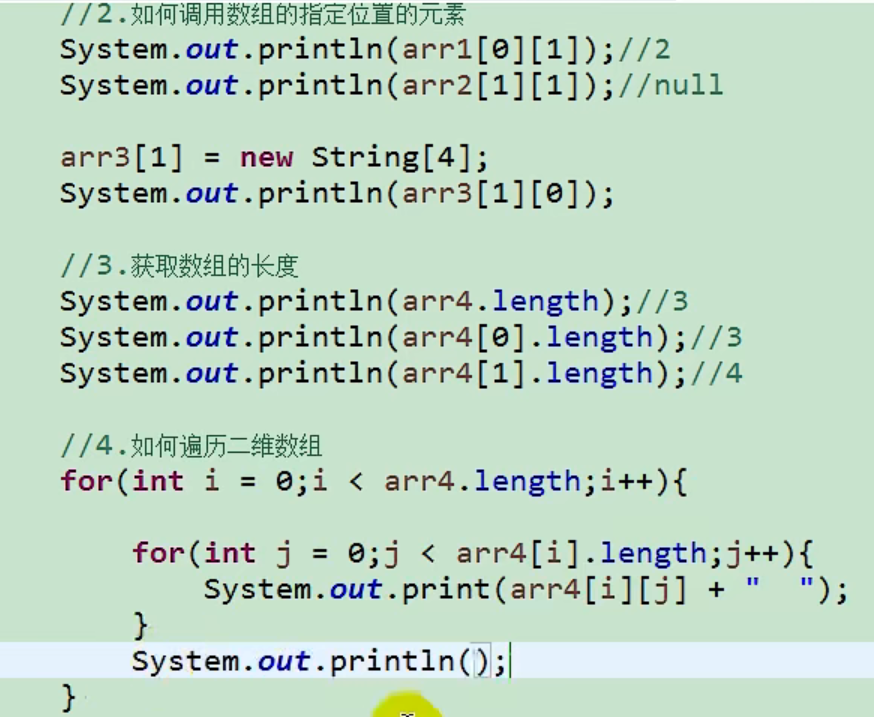 //2.如何调用数组的指定位置的元素
System.out.println(arr1[0][1]);//2
System.out.println(arr2[1][1]);//null
arr3[1] = new String[4];
System.out.println(arr3[1][0]);
//3.获取数组的长度
System.out.println(arr4.length);//3
System.out.println(arr4[0].length);//3
System.out.println(arr4[1].length);//4
//4.如何遍历二维数组
for(int i = 0;i < arr4.length;i++){
for(int j = 0;j < arr4[i].length;j++){
System.out.print(arr4[i][j] + "  ");
}
System.out.println();
}